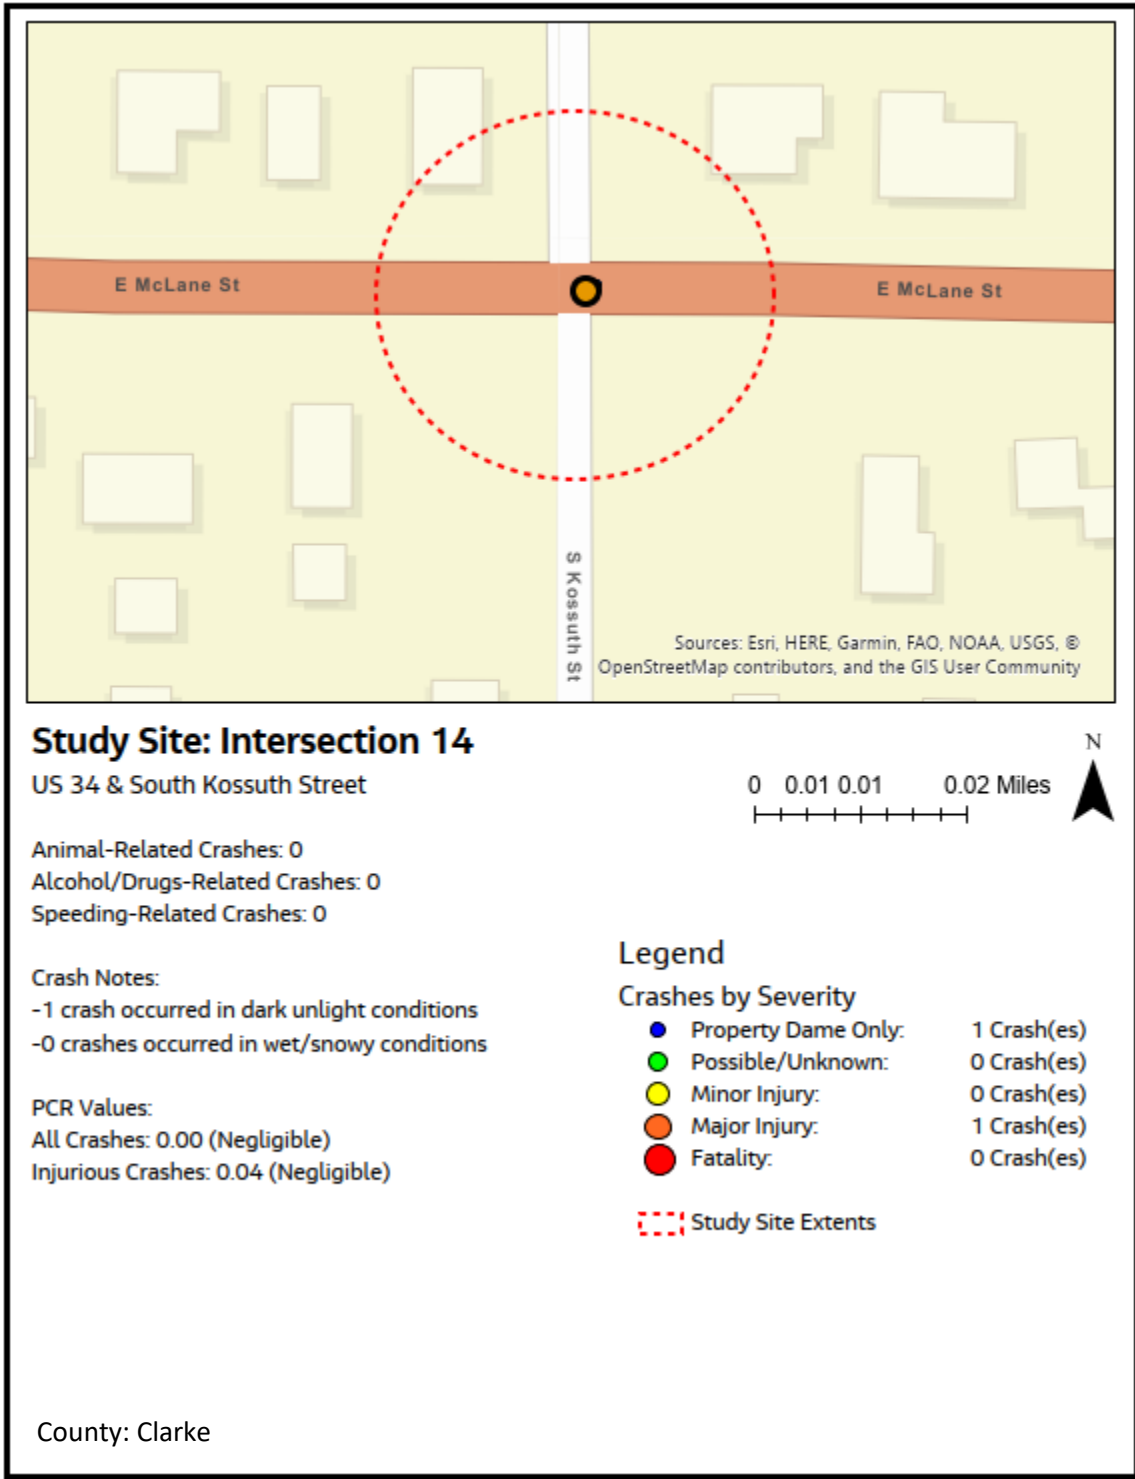 E McLane St
E McLane St
S Kossuth St
Sources: Esri, HERE, Garmin, FAO, NOAA, USGS, ©
OpenStreetMap contributors, and the GIS User Community
Study Site: Intersection 14
US 34 & South Kossuth Street
0 0.01 0.01 0.02 Miles
N
Animal-Related Crashes: 0
Alcohol/Drugs-Related Crashes: 0
Speeding-Related Crashes: 0
Crash Notes:
-1 crash occurred in dark unlight conditions
-0 crashes occurred in wet/snowy conditions
PCR Values:
All Crashes: 0.00 (Negligible)
Injurious Crashes: 0.04 (Negligible)
Legend
Crashes by Severity
Property Dame Only: 1 Crash(es)
Possible/Unknown: 0 Crash(es)
Minor Injury: 0 Crash(es)
Major Injury: 1 Crash(es)
Fatality: 0 Crash(es)
Study Site Extents
County: Clarke